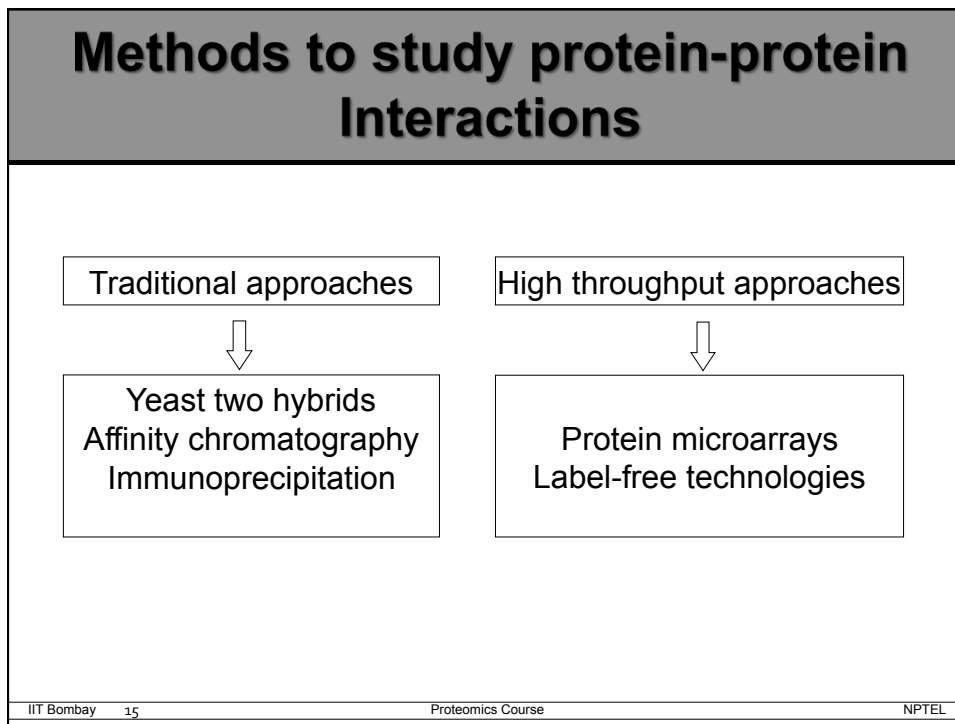 Methods to study protein-protein
Interactions
Traditional approaches
Yeast two hybrids
Affinity chromatography
Immunoprecipitation
High throughput approaches
Protein microarrays
Label-free technologies
IIT Bombay 15 Proteomics Course NPTEL